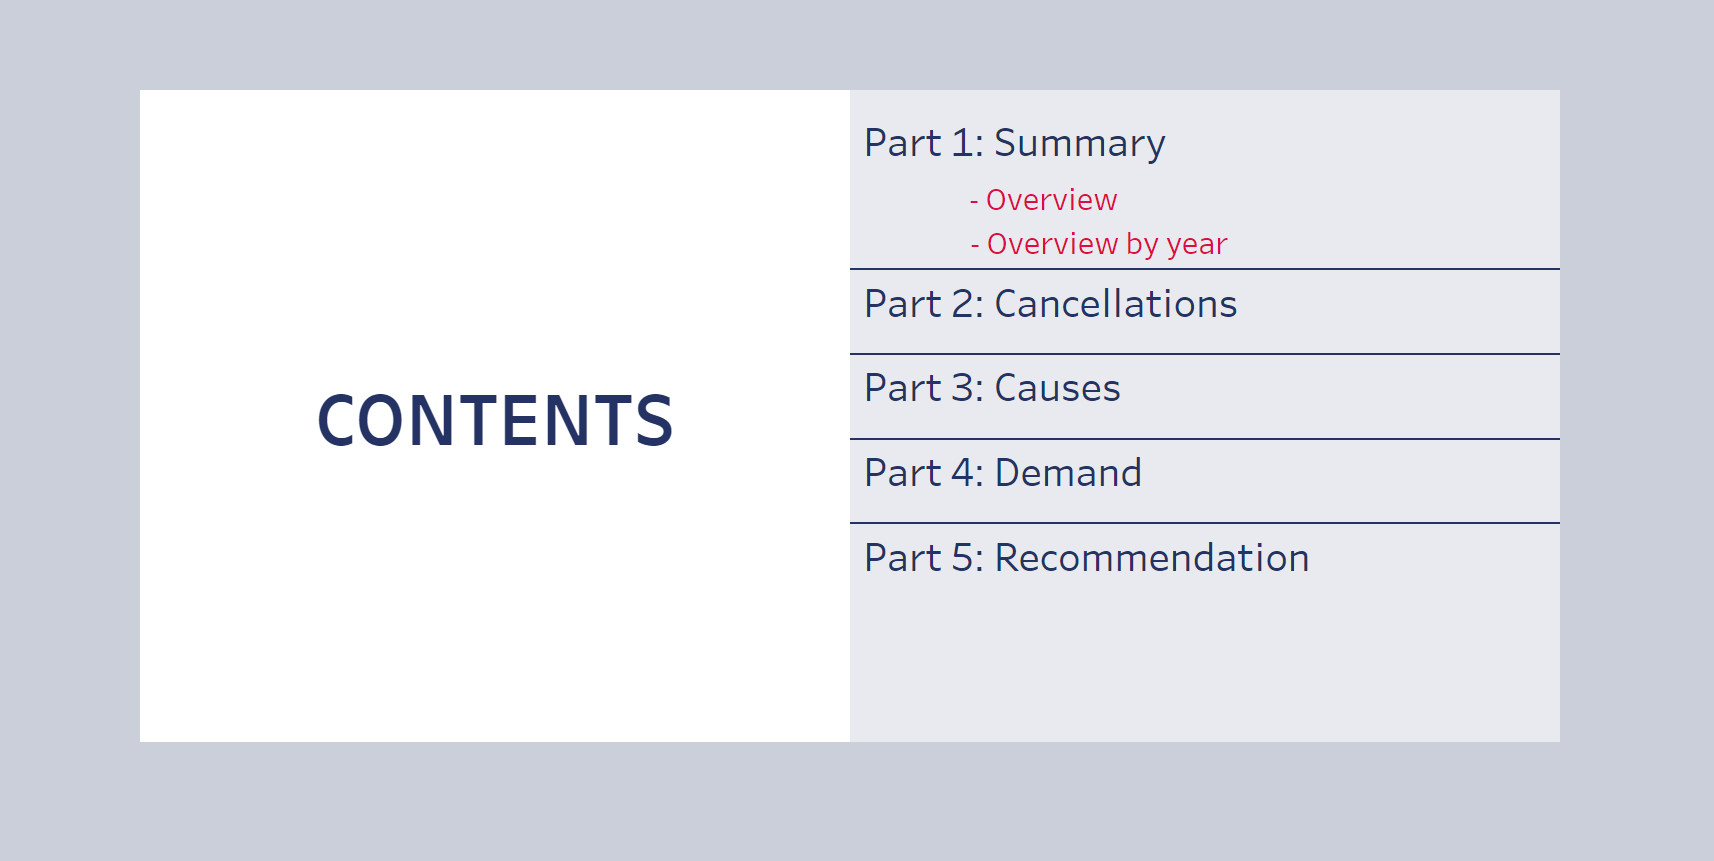 CONTENTS
Part 1: Summary
- Overview
- Overview by year
Part 2: Cancellations
Part 3: Causes
Part 4: Demand
Part 5: Recommendation